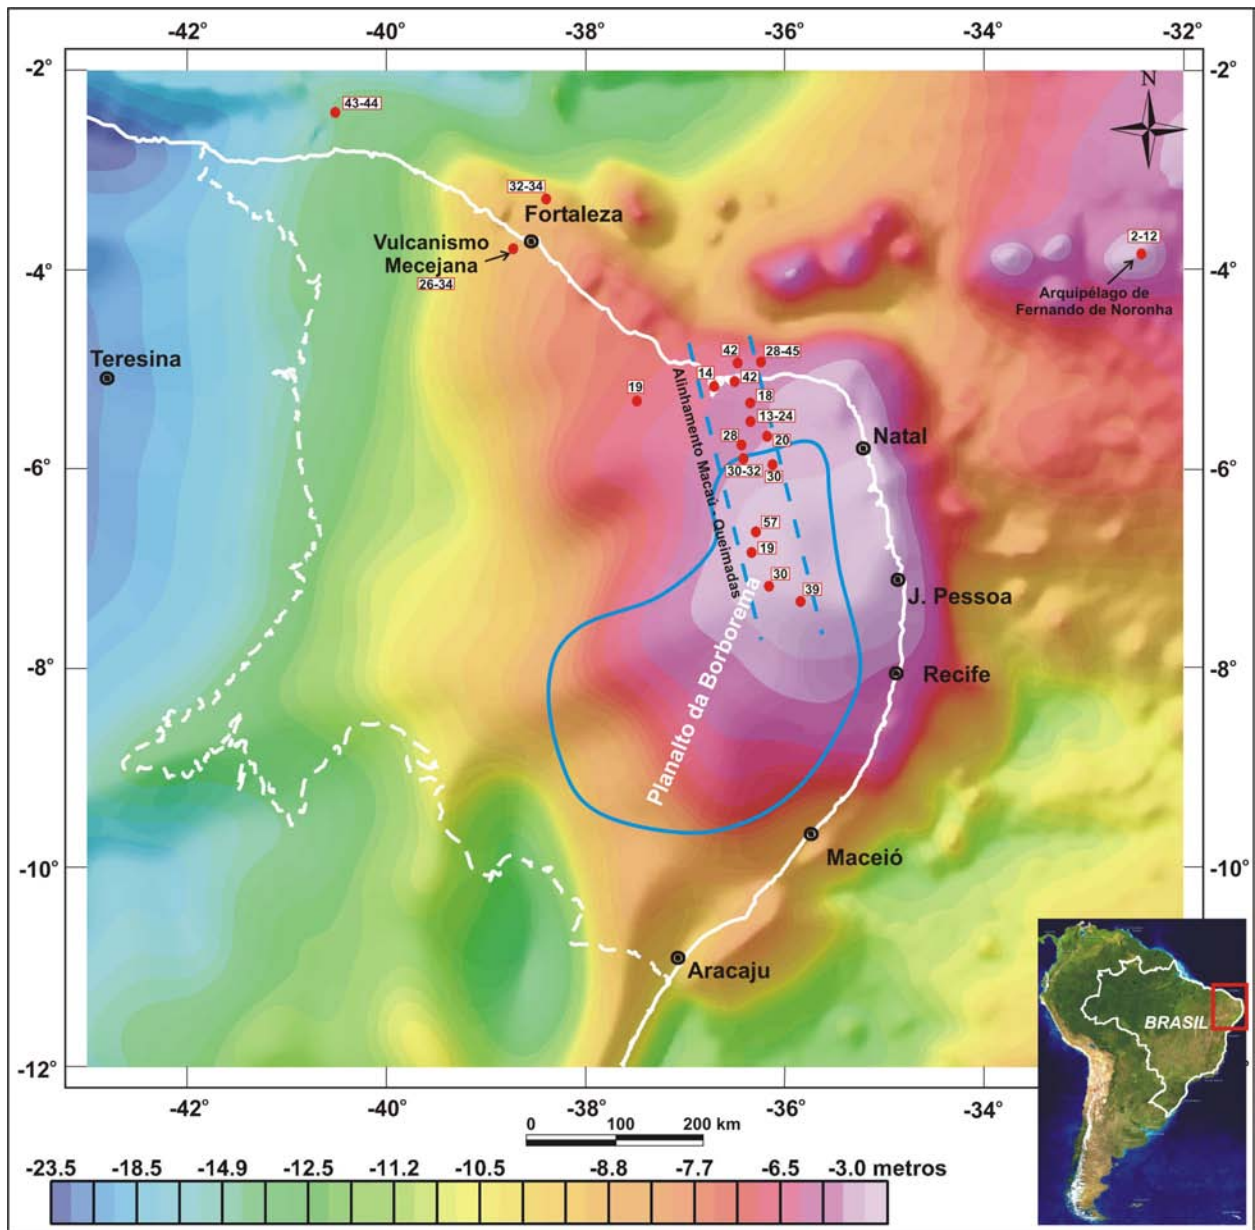 -42° -40° -38° -36° -34° -32°
-2° -2°
N
43-44
32-34
Fortaleza
2-12
Vulcanismo
Mecejana
-4° -4°
26-34
Arquipélago de
Fernando de Noronha
Teresina
42 28-45
14 42
19
18
13-24
Natal
28 20
-6° -6°
30-32 30
Alinhamento Macaú - Queimadas
57
19
30
39
J. Pessoa
Planalto da Borborema
-8° -8°
Recife
Maceió
-10° -10°
Aracaju
BRASIL
-12°
-42° -40° -38° -36° -34°
0 100 200 km
-23.5 -18.5 -14.9 -12.5 -11.2 -10.5 -8.8 -7.7 -6.5 -3.0 metros